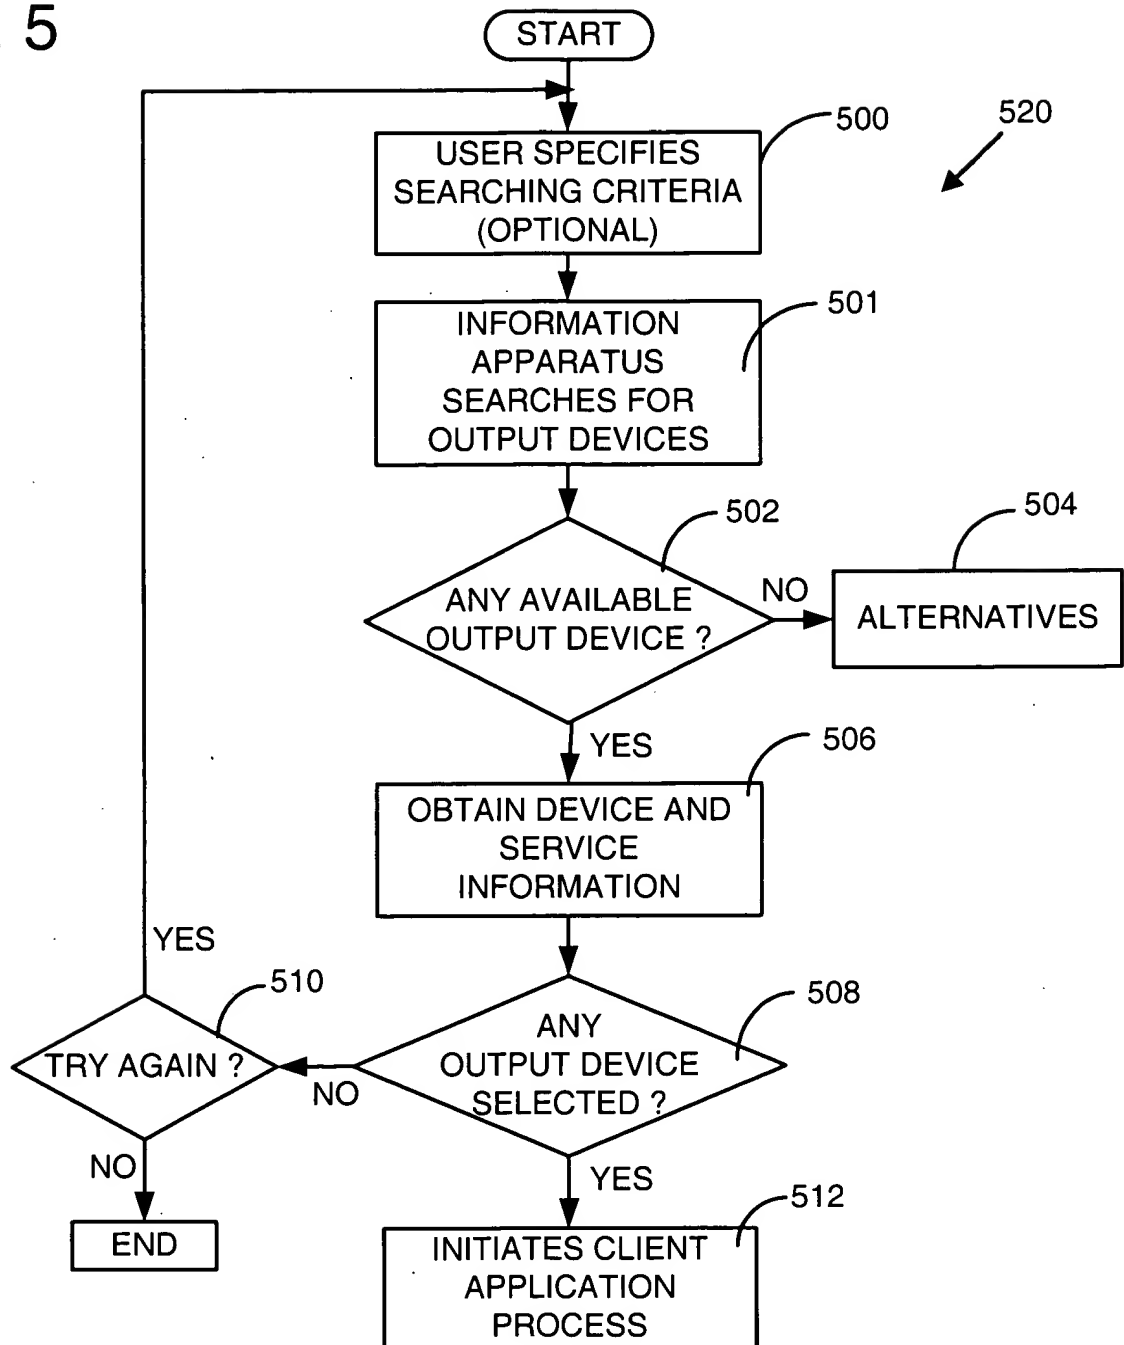 5
START
500
520
USER SPECIFIES
SEARCHING CRITERIA
(OPTIONAL)
501
INFORMATION
APPARATUS
SEARCHES FOR
OUTPUT DEVICES
502
504
ANY AVAILABLE
OUTPUT DEVICE ?
NO
ALTERNATIVES
YES
506
OBTAIN DEVICE AND
SERVICE
INFORMATION
YES
510
508
ANY
OUTPUT DEVICE
SELECTED ?
TRY AGAIN ?
NO
NO
YES
512
END
INITIATES CLIENT
APPLICATION
PROCESS